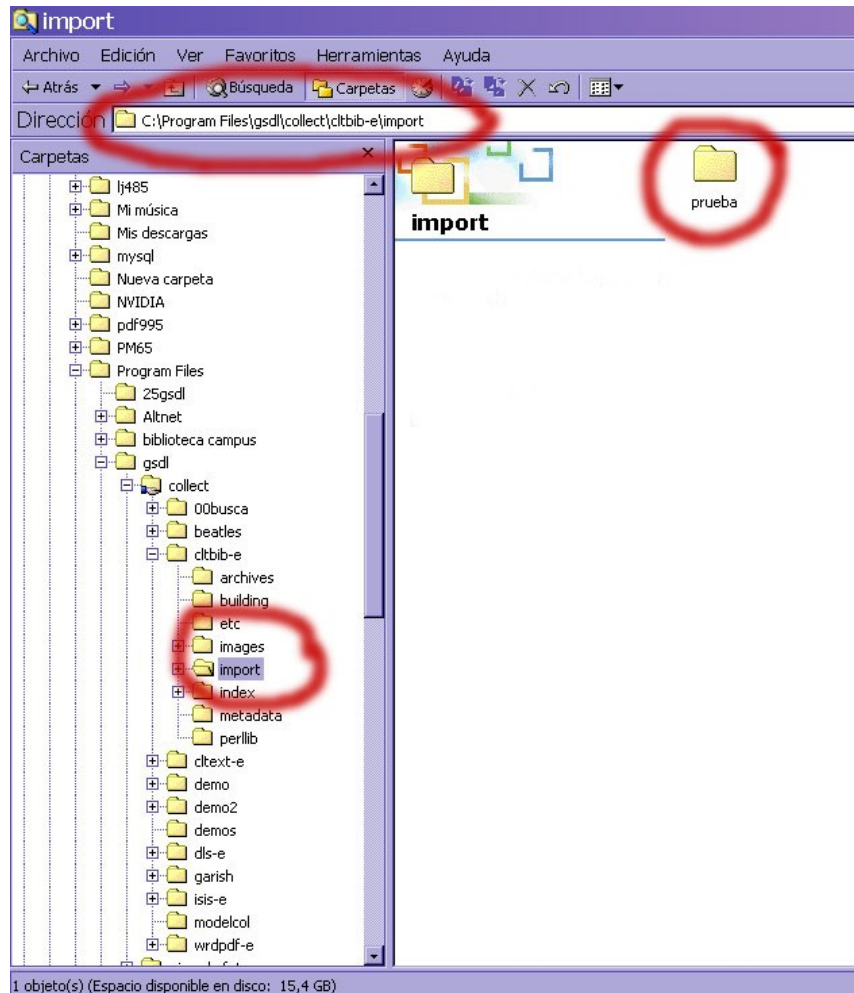 import
Archivo Edición Ver Favoritos Herramientas Ayuda
Atrás Búsqueda Carpetas
Dirección C:\Program Files\gsdl\collect\cltbib-e\import
Carpetas
lj485
Mi música
Mis descargas
mysql
Nueva carpeta
NVIDIA
pdf995
PM65
Program Files
25gsdl
Altnet
biblioteca campus
gsdl
collect
00busca
beatles
cltbib-e
archives
building
etc
images
import
index
metadata
perllib
cltext-e
demo
demo2
demos
dls-e
garish
isis-e
modelcol
wrdpdf-e
import
prueba
1 objeto(s) (Espacio disponible en disco: 15,4 GB)